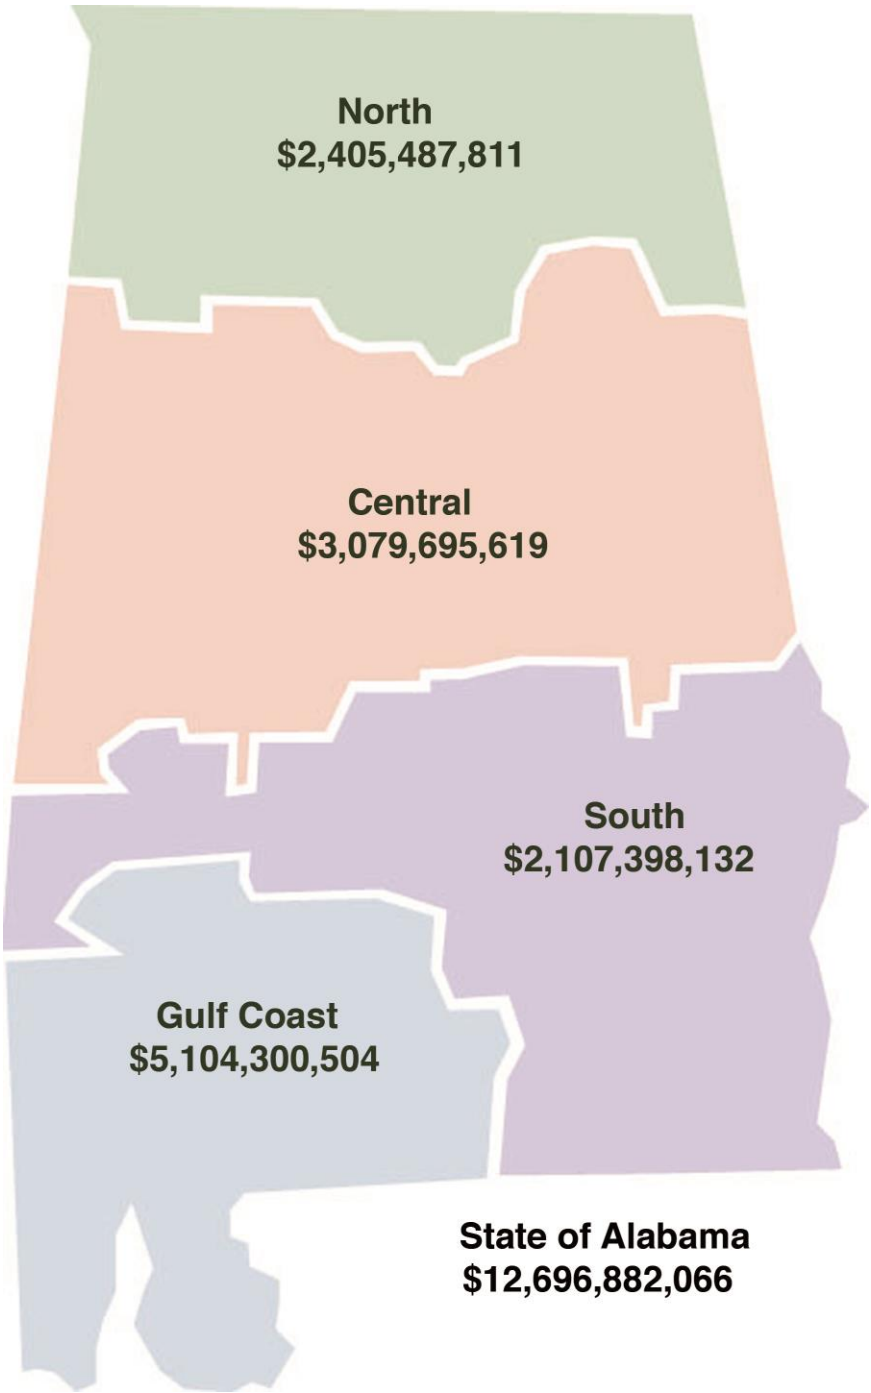 North
$2,405,487,811
Central
$3,079,695,619
South
$2,107,398,132
Gulf Coast
$5,104,300,504
State of Alabama
$12,696,882,066